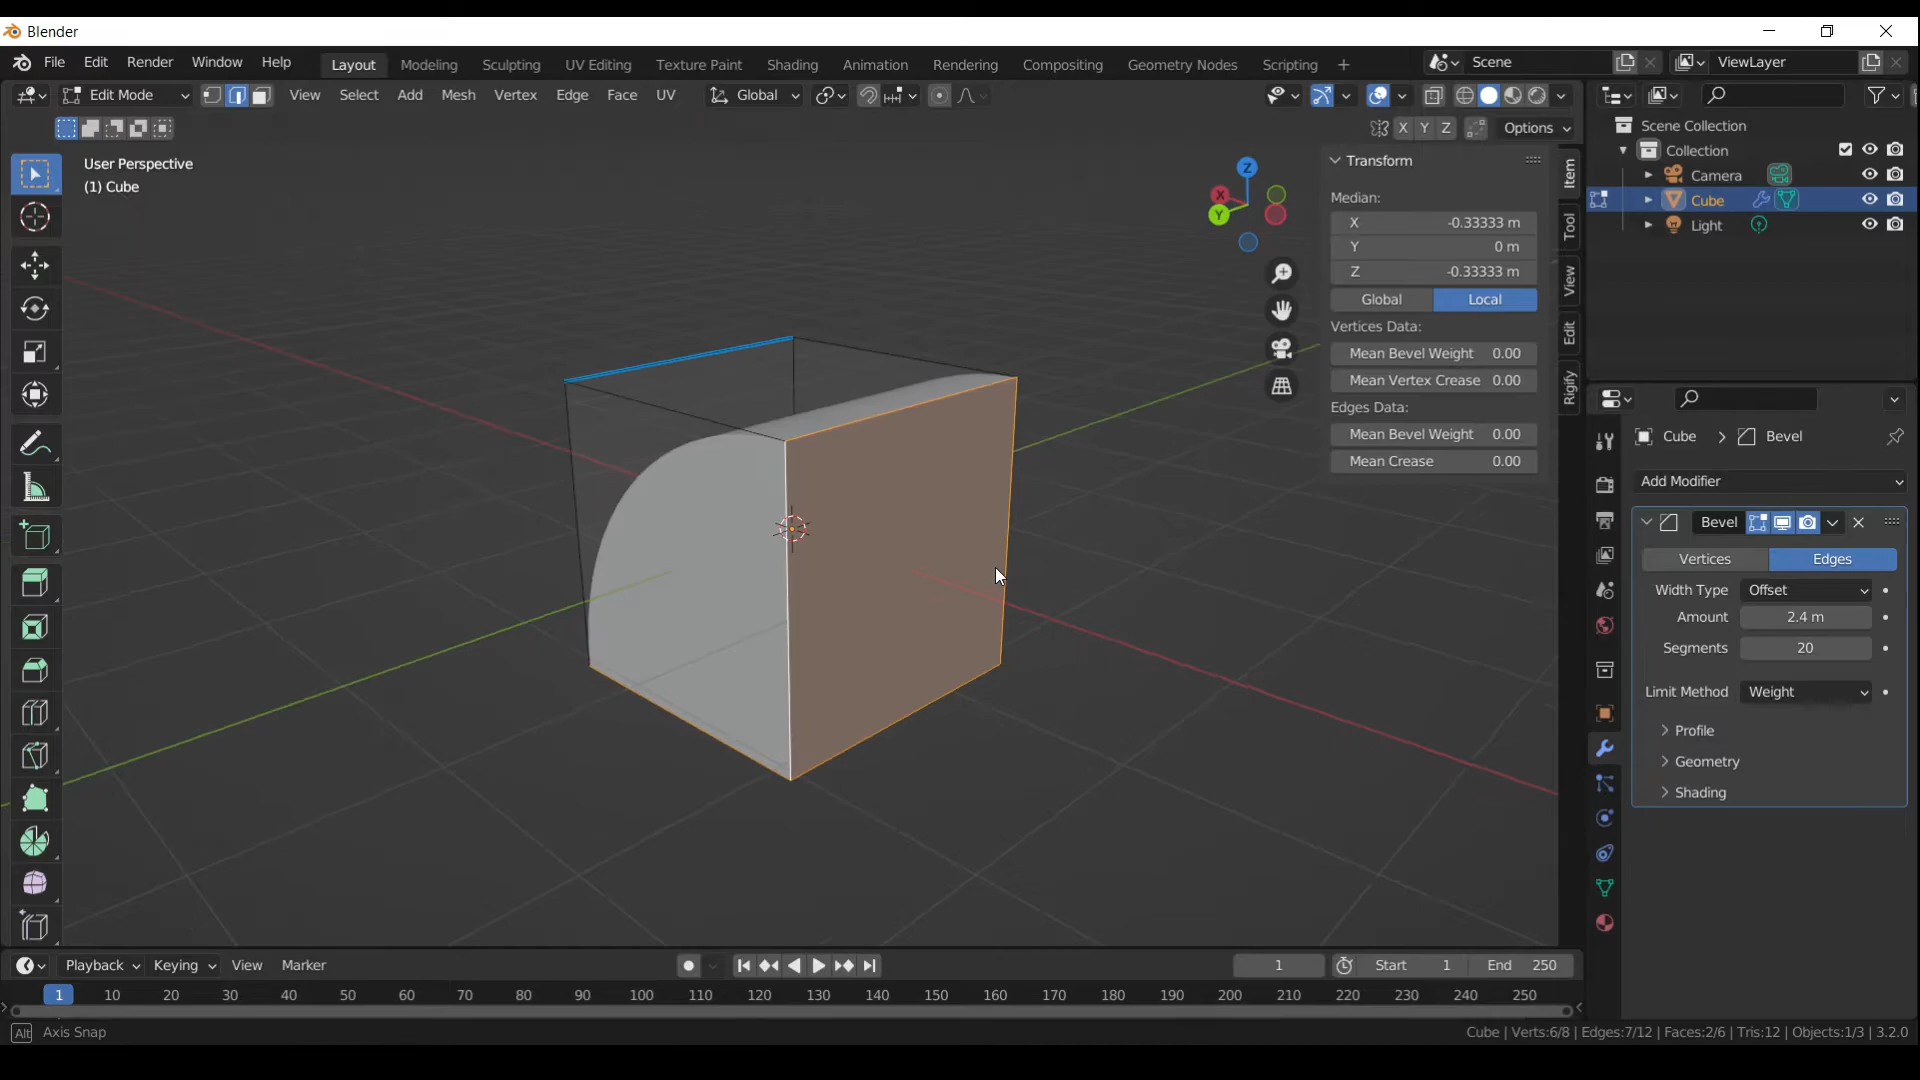 Blender
File Edit Render Window Help Layout Modeling Sculpting UV Editing Texture Paint Shading Animation Rendering Compositing Geometry Nodes Scripting + Scene ViewLayer
Edit Mode View Select Add Mesh Vertex Edge Face UV Global
X Y Z Options
User Perspective
(1) Cube
Z
X
Y
Transform
Median:
X -0.33333 m
Y 0 m
Z -0.33333 m
Global Local
Vertices Data:
Mean Bevel Weight 0.00
Mean Vertex Crease 0.00
Edges Data:
Mean Bevel Weight 0.00
Mean Crease 0.00
Item
Tool
View
Edit
Rigify
Scene Collection
Collection
Camera
Cube
Light
Cube > Bevel
Add Modifier
Bevel
Vertices Edges
Width Type Offset
Amount 2.4 m
Segments 20
Limit Method Weight
Profile
Geometry
Shading
Playback Keying View Marker 1 Start 1 End 250
1 10 20 30 40 50 60 70 80 90 100 110 120 130 140 150 160 170 180 190 200 210 220 230 240 250
Alt Axis Snap
Cube | Verts:6/8 | Edges:7/12 | Faces:2/6 | Tris:12 | Objects:1/3 | 3.2.0